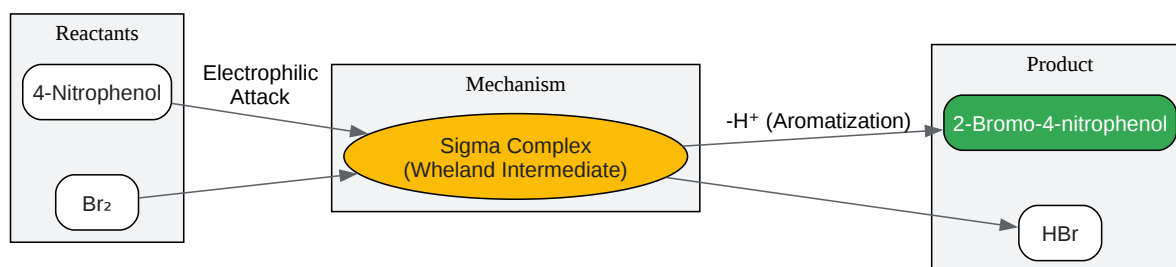 Reactants
4-Nitrophenol
Br₂
Electrophilic
Attack
Mechanism
Sigma Complex
(Wheland Intermediate)
-H⁺ (Aromatization)
Product
2-Bromo-4-nitrophenol
HBr